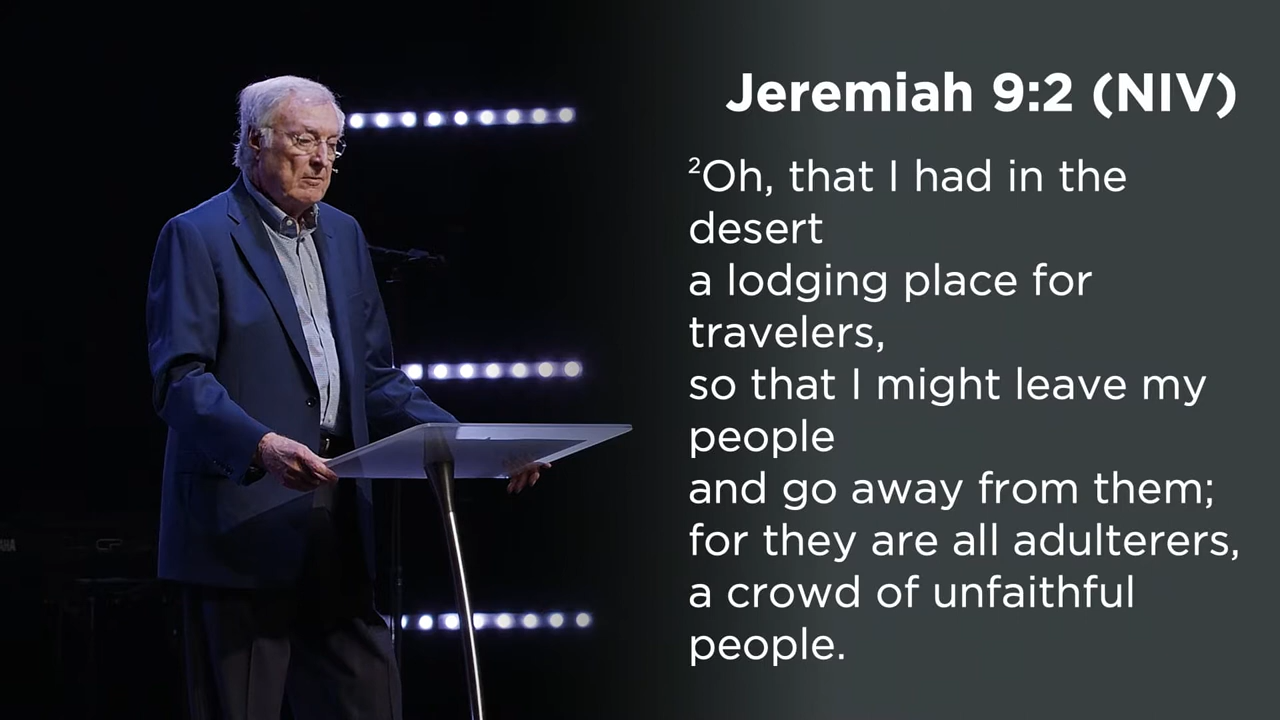 Jeremiah 9:2 (NIV)
²Oh, that I had in the
desert
a lodging place for
travelers,
so that I might leave my
people
and go away from them;
for they are all adulterers,
a crowd of unfaithful
people.